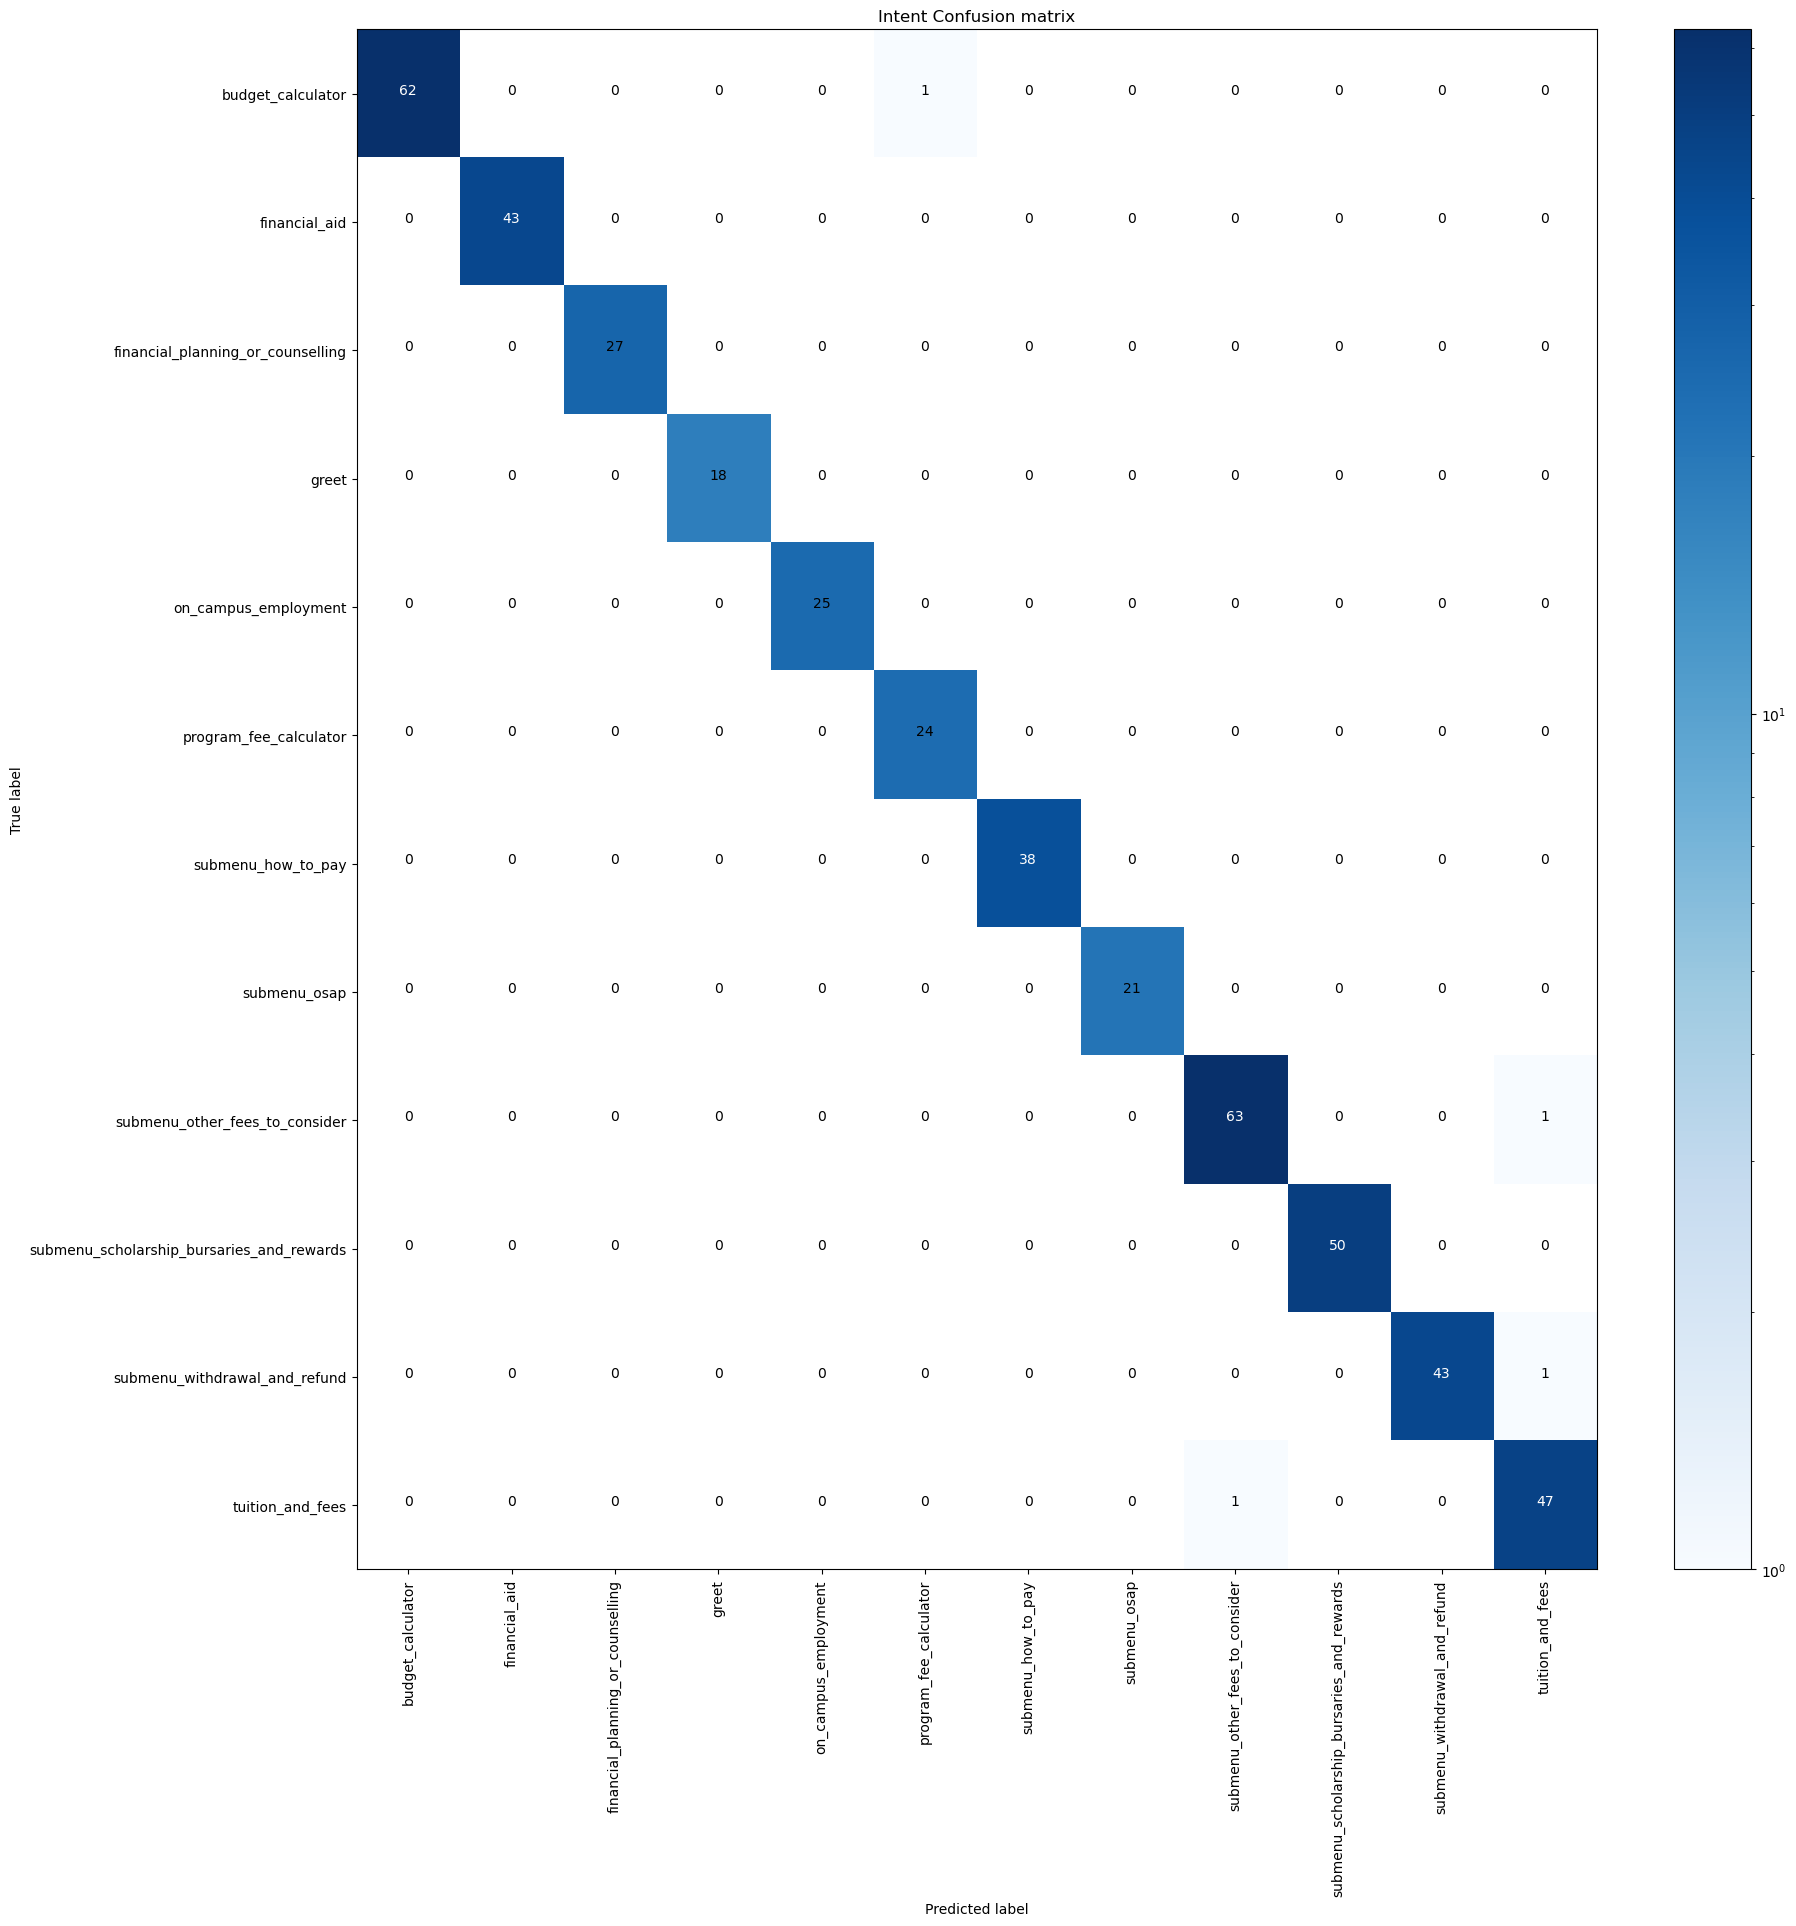 Intent Confusion matrix
budget_calculator 62 0 0 0 0 1 0 0 0 0 0 0
financial_aid 0 43 0 0 0 0 0 0 0 0 0 0
financial_planning_or_counselling 0 0 27 0 0 0 0 0 0 0 0 0
greet 0 0 0 18 0 0 0 0 0 0 0 0
on_campus_employment 0 0 0 0 25 0 0 0 0 0 0 0
program_fee_calculator 0 0 0 0 0 24 0 0 0 0 0 0
submenu_how_to_pay 0 0 0 0 0 0 38 0 0 0 0 0
submenu_osap 0 0 0 0 0 0 0 21 0 0 0 0
submenu_other_fees_to_consider 0 0 0 0 0 0 0 0 63 0 0 1
submenu_scholarship_bursaries_and_rewards 0 0 0 0 0 0 0 0 0 50 0 0
submenu_withdrawal_and_refund 0 0 0 0 0 0 0 0 0 0 43 1
tuition_and_fees 0 0 0 0 0 0 0 0 1 0 0 47
True label
budget_calculator
financial_aid
financial_planning_or_counselling
greet
on_campus_employment
program_fee_calculator
submenu_how_to_pay
submenu_osap
submenu_other_fees_to_consider
submenu_scholarship_bursaries_and_rewards
submenu_withdrawal_and_refund
tuition_and_fees
Predicted label
10¹
10⁰